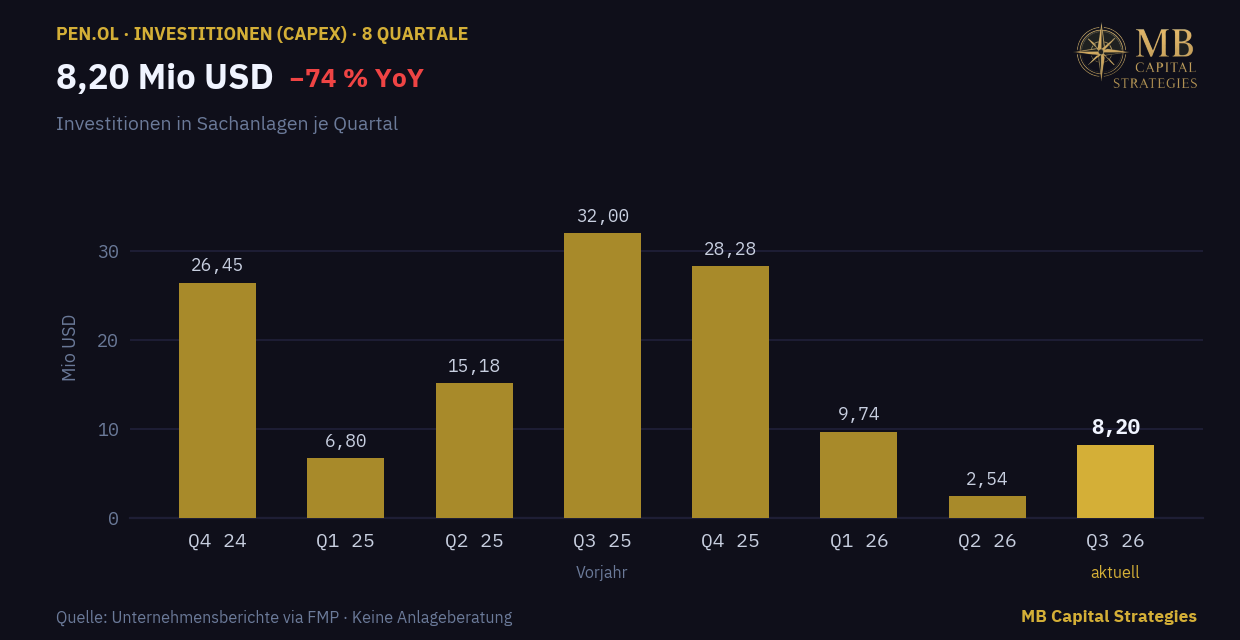 PEN.OL · INVESTITIONEN (CAPEX) · 8 QUARTALE
8,20 Mio USD −74 % YoY
Investitionen in Sachanlagen je Quartal
MB
CAPITAL
STRATEGIES
Mio USD
30
20
10
0
26,45
6,80
15,18
32,00
28,28
9,74
2,54
8,20
Q4 24
Q1 25
Q2 25
Q3 25
Q4 25
Q1 26
Q2 26
Q3 26
Vorjahr
aktuell
Quelle: Unternehmensberichte via FMP · Keine Anlageberatung
MB Capital Strategies